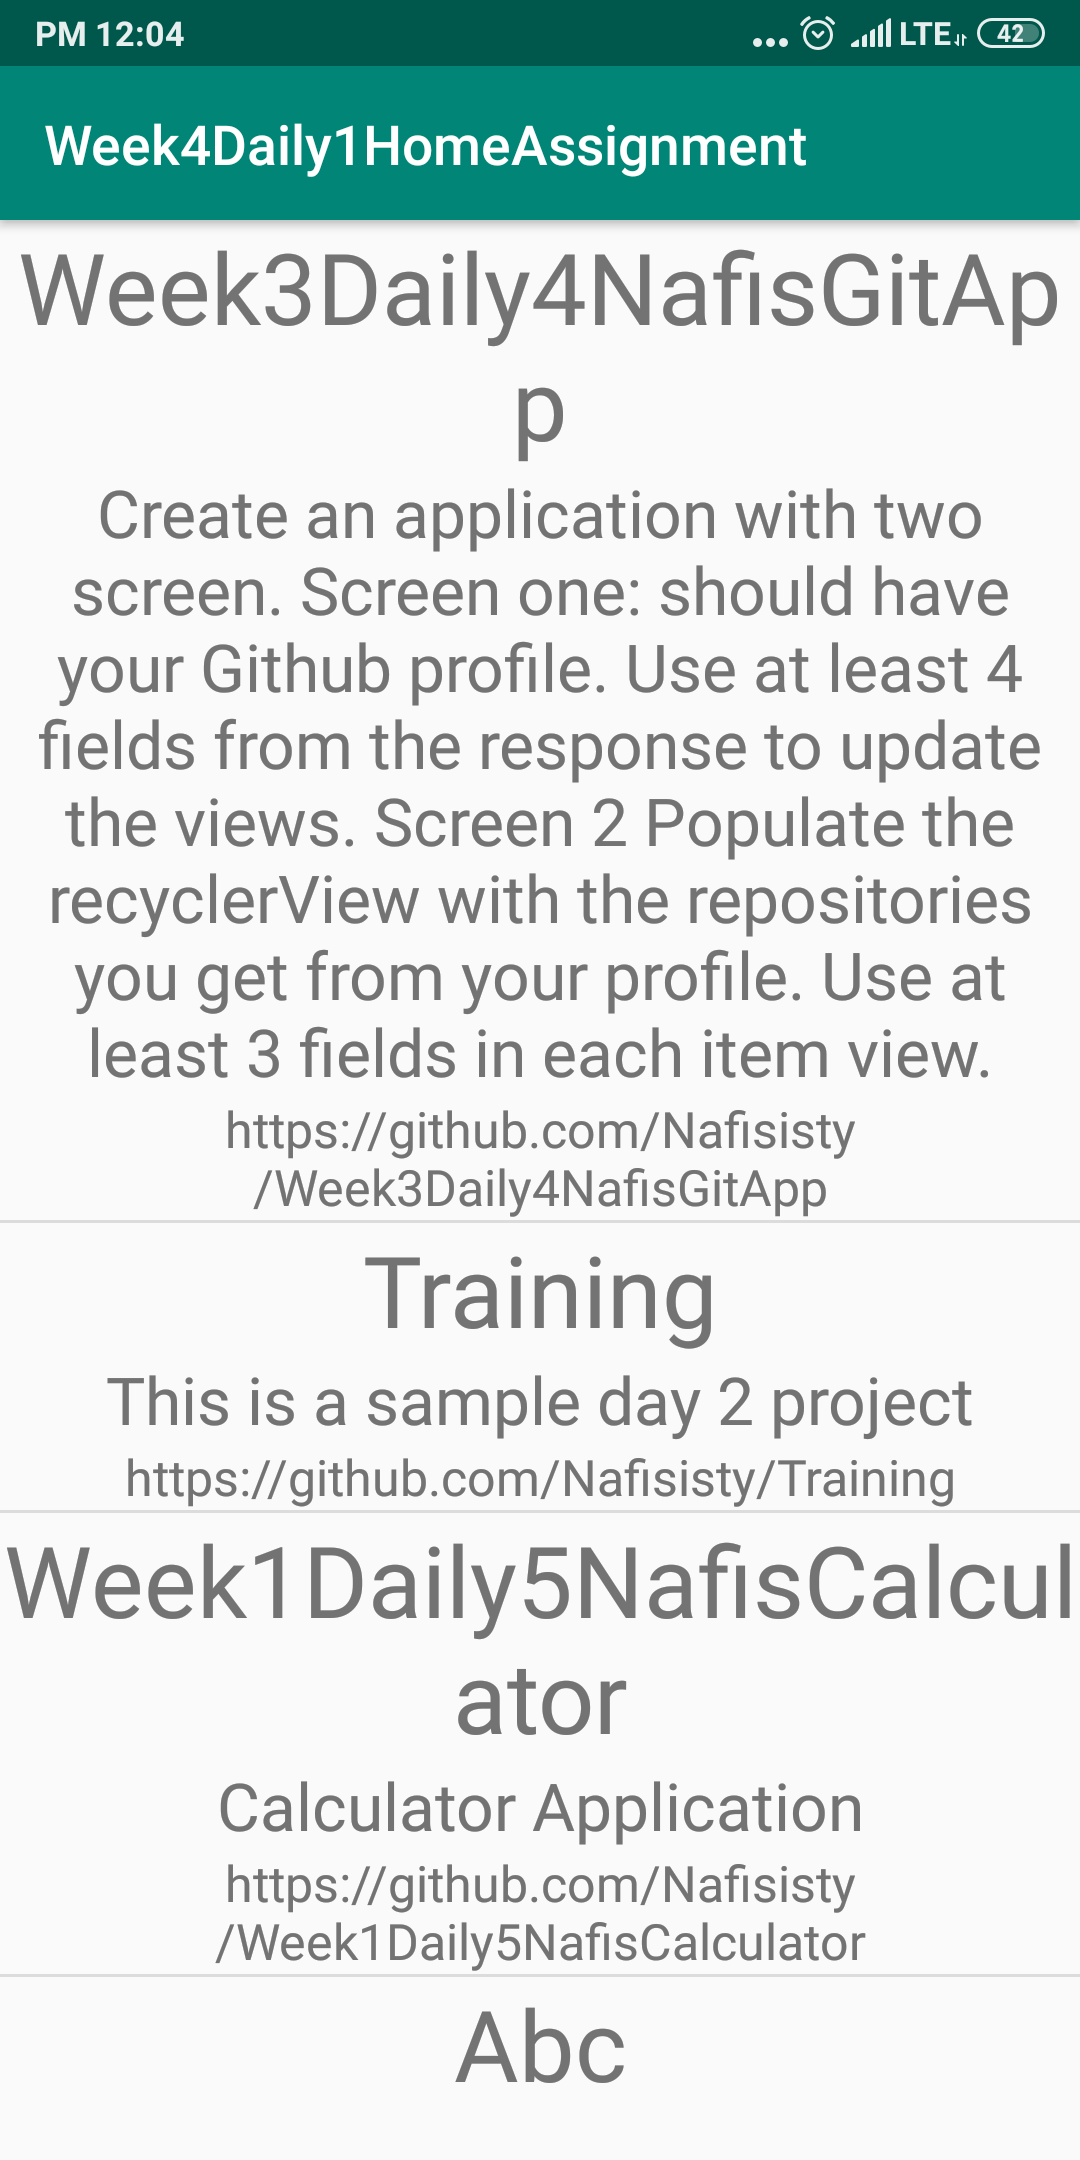 PM 12:04
LTE 42
Week4Daily1HomeAssignment
Week3Daily4NafisGitAp
p
Create an application with two
screen. Screen one: should have
your Github profile. Use at least 4
fields from the response to update
the views. Screen 2 Populate the
recyclerView with the repositories
you get from your profile. Use at
least 3 fields in each item view.
https://github.com/Nafisisty
/Week3Daily4NafisGitApp
Training
This is a sample day 2 project
https://github.com/Nafisisty/Training
Week1Daily5NafisCalcul
ator
Calculator Application
https://github.com/Nafisisty
/Week1Daily5NafisCalculator
Abc